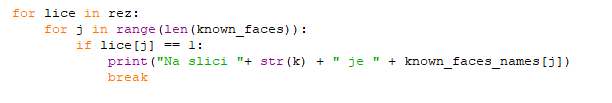 for lice in rez:
    for j in range(len(known_faces)):
        if lice[j] == 1:
            print("Na slici "+ str(k) + " je " + known_faces_names[j])
            break